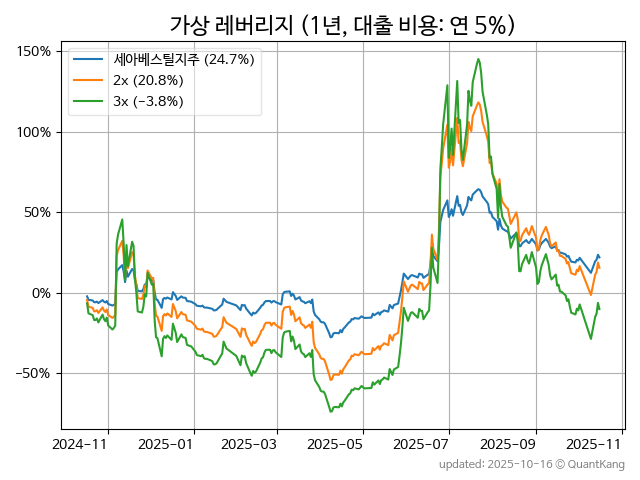 가상 레버리지 (1년, 대출 비용: 연 5%)
세아베스틸지주 (24.7%)
2x (20.8%)
3x (-3.8%)
150%
100%
50%
0%
−50%
2024-11
2025-01
2025-03
2025-05
2025-07
2025-09
2025-11
updated: 2025-10-16 © QuantKang